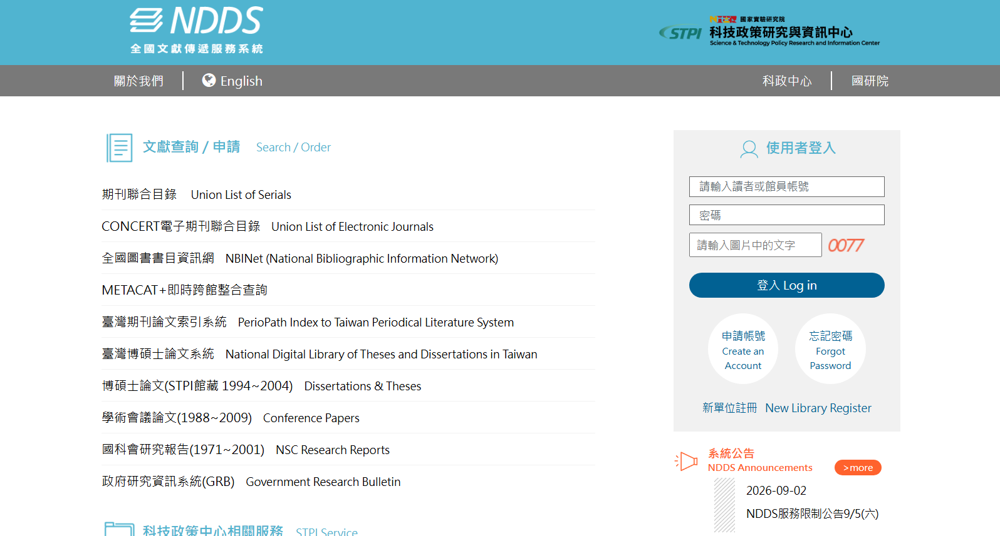 NDDS
全國文獻傳遞服務系統
STPI
NIAR 國家實驗研究院
科技政策研究與資訊中心
Science & Technology Policy Research and Information Center
關於我們
English
科政中心
國研院
文獻查詢 / 申請 Search / Order
期刊聯合目錄 Union List of Serials
CONCERT電子期刊聯合目錄 Union List of Electronic Journals
全國圖書書目資訊網 NBINet (National Bibliographic Information Network)
METACAT+即時跨館整合查詢
臺灣期刊論文索引系統 PerioPath Index to Taiwan Periodical Literature System
臺灣博碩士論文系統 National Digital Library of Theses and Dissertations in Taiwan
博碩士論文(STPI館藏 1994~2004) Dissertations & Theses
學術會議論文(1988~2009) Conference Papers
國科會研究報告(1971~2001) NSC Research Reports
政府研究資訊系統(GRB) Government Research Bulletin
科技政策中心相關服務 STPI Service
使用者登入
請輸入讀者或館員帳號
密碼
請輸入圖片中的文字 0077
登入 Log in
申請帳號
Create an
Account
忘記密碼
Forgot
Password
新單位註冊 New Library Register
系統公告
NDDS Announcements
>more
2026-09-02
NDDS服務限制公告9/5(六)